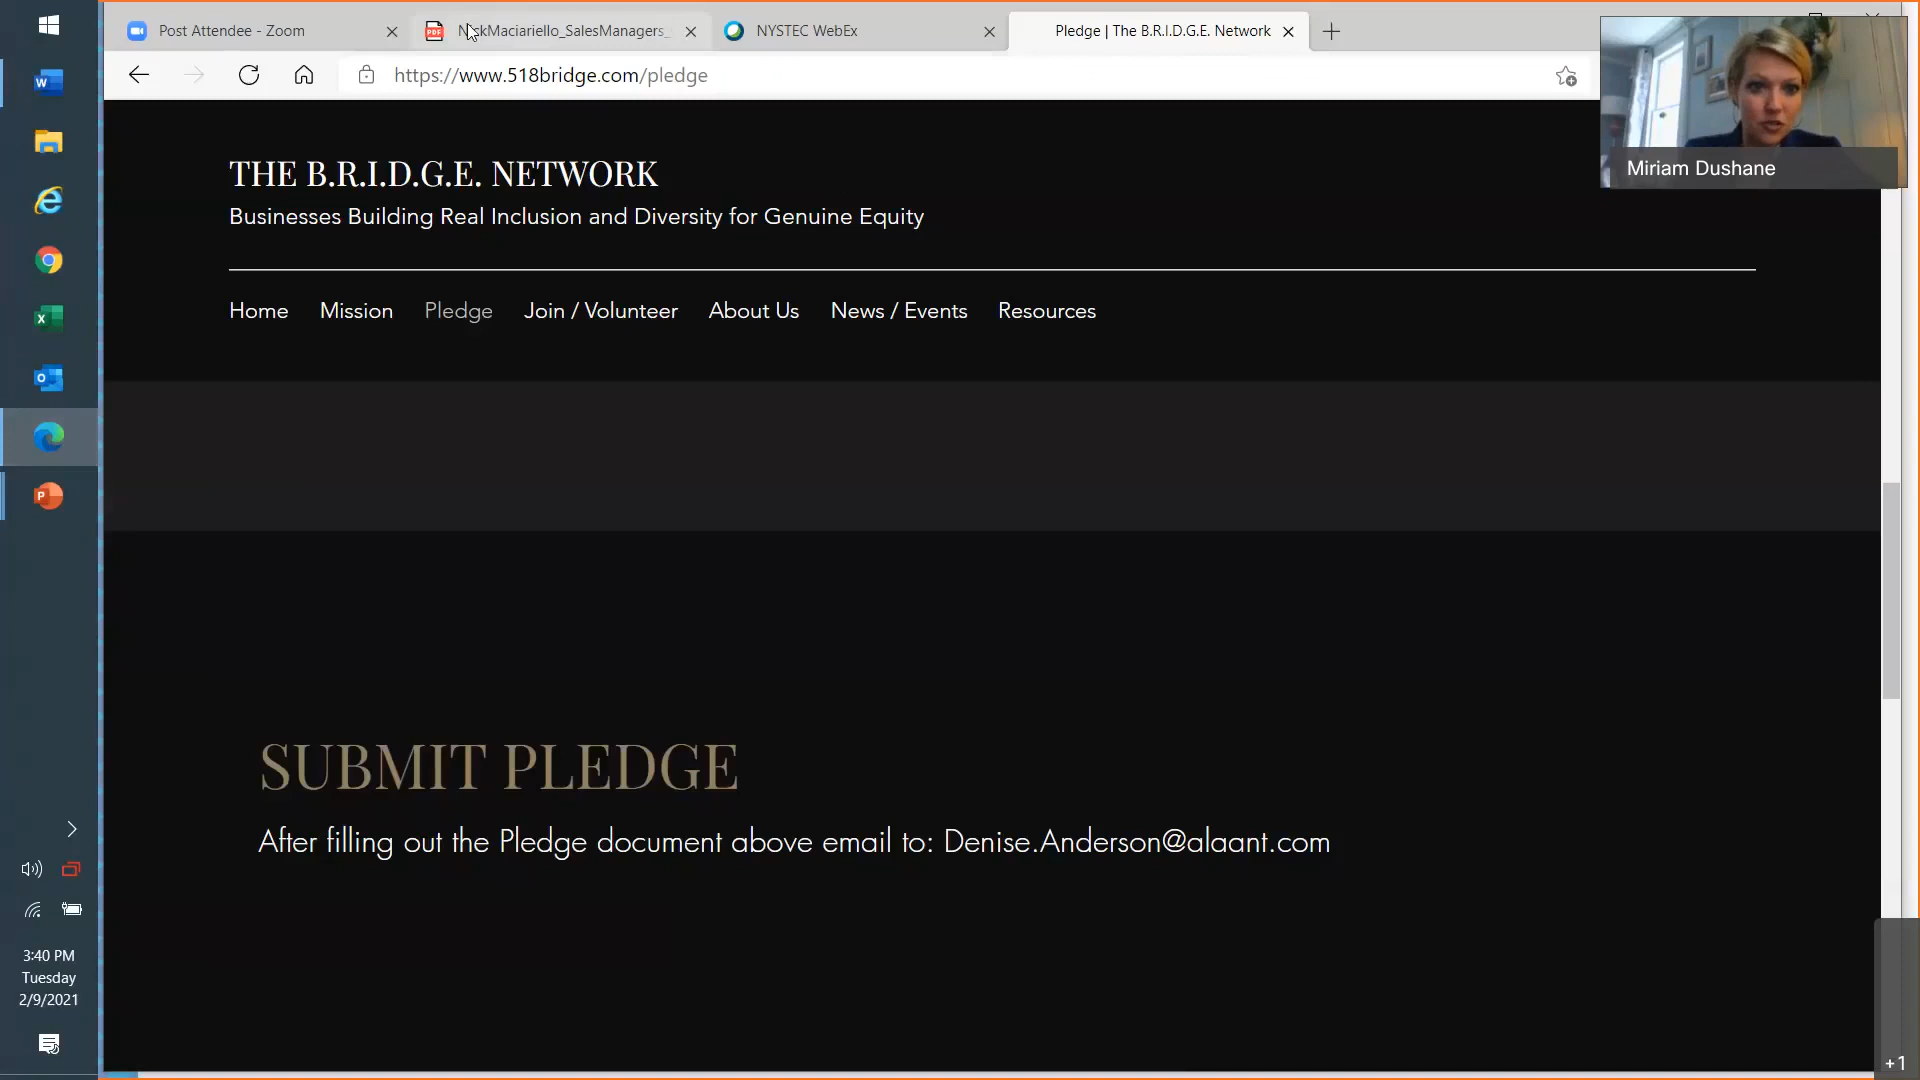 Post Attendee - Zoom
NickMaciariello_SalesManagers_
NYSTEC WebEx
Pledge | The B.R.I.D.G.E. Network
https://www.518bridge.com/pledge
Miriam Dushane
THE B.R.I.D.G.E. NETWORK
Businesses Building Real Inclusion and Diversity for Genuine Equity
Home Mission Pledge Join / Volunteer About Us News / Events Resources
SUBMIT PLEDGE
After filling out the Pledge document above email to: Denise.Anderson@alaant.com
3:40 PM
Tuesday
2/9/2021
+1